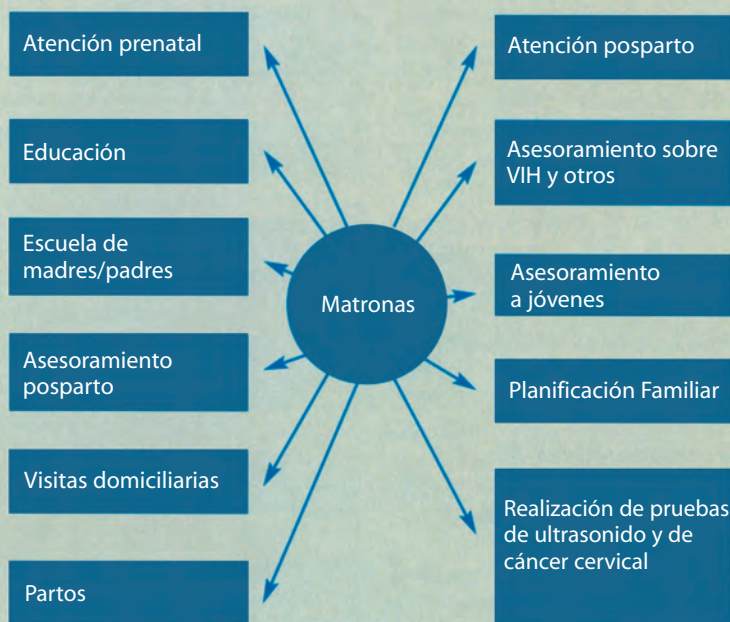 Atención prenatal
Educación
Escuela de
madres/padres
Asesoramiento
posparto
Visitas domiciliarias
Partos
Matronas
Atención posparto
Asesoramiento sobre
VIH y otros
Asesoramiento
a jóvenes
Planificación Familiar
Realización de pruebas
de ultrasonido y de
cáncer cervical